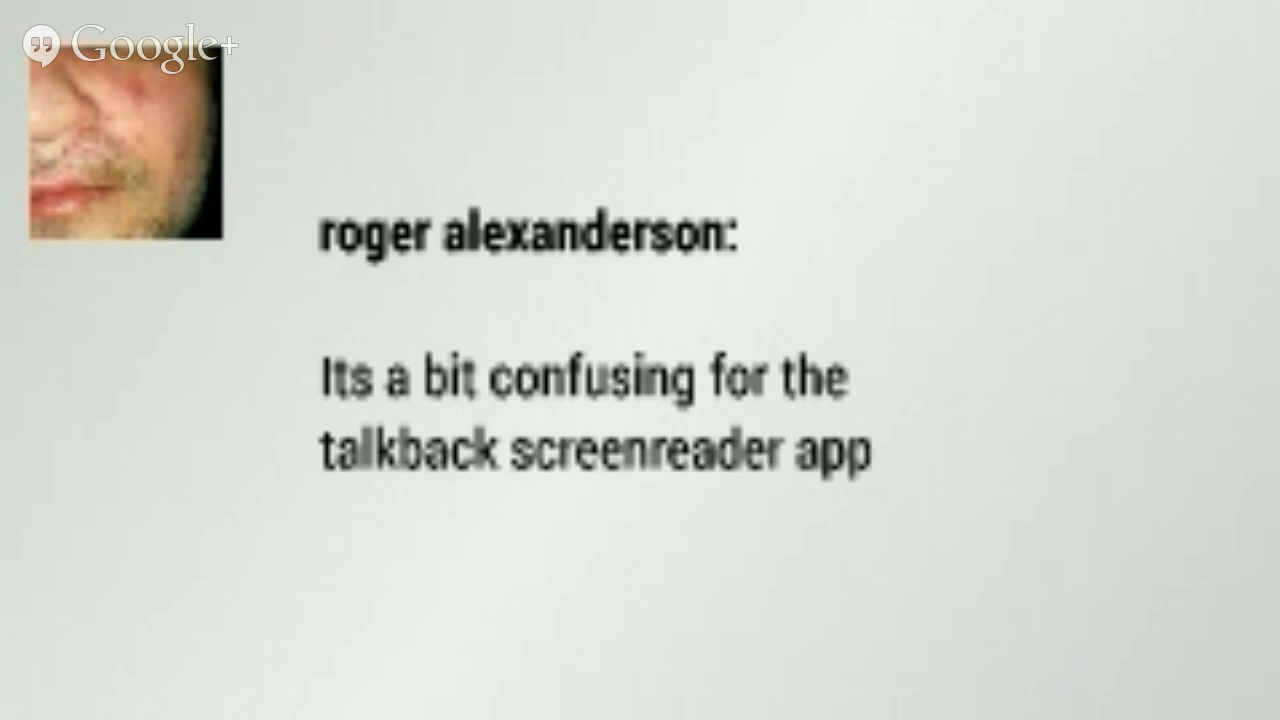 Google+
roger alexanderson:
Its a bit confusing for the
talkback screenreader app